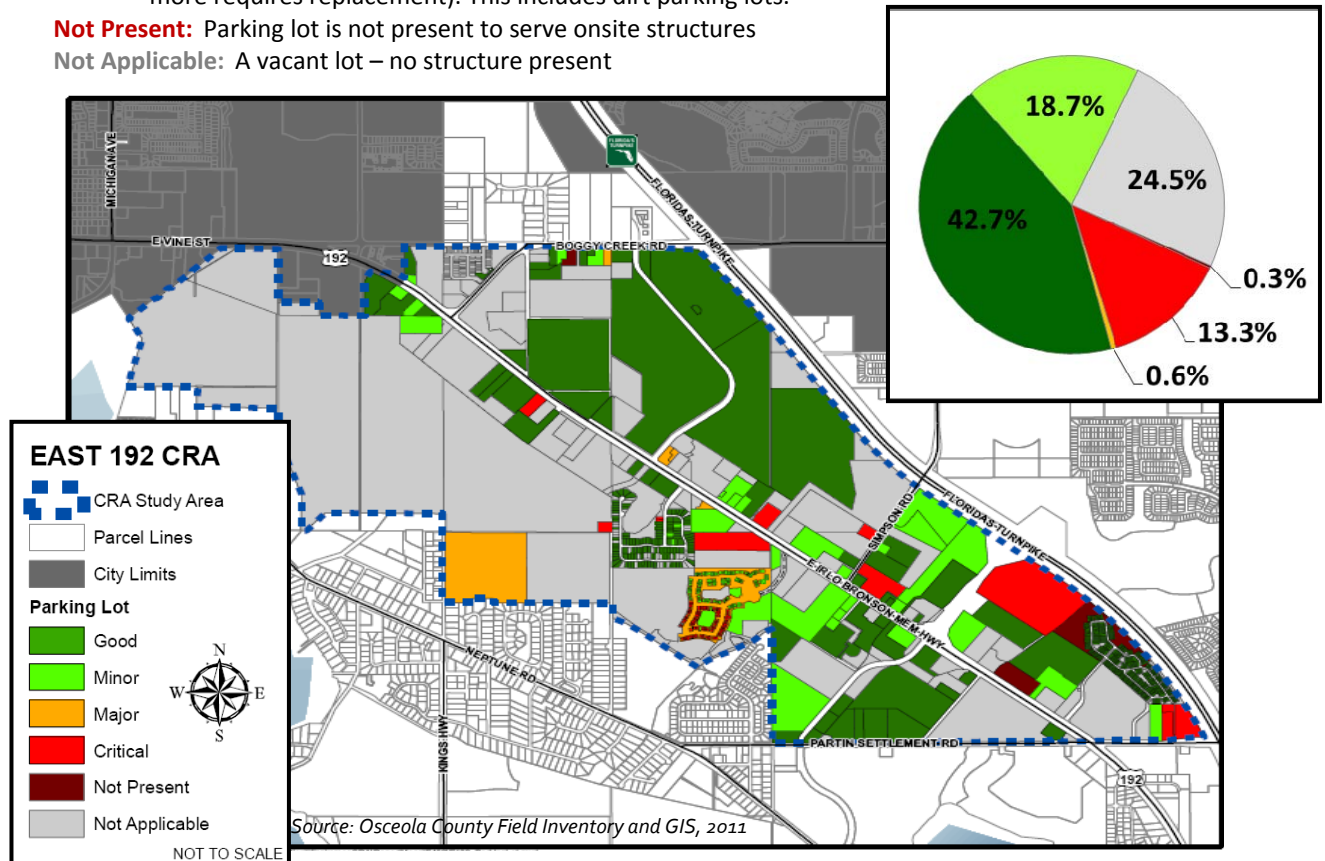 more requires replacement). This includes dirt parking lots.
Not Present: Parking lot is not present to serve onsite structures
Not Applicable: A vacant lot – no structure present
18.7%
24.5%
42.7%
0.3%
13.3%
0.6%
MICHIGAN AVE
FLORIDA'S
TURNPIKE
FLORIDAS TURNPIKE
E VINE ST
192
BOGGY CREEK RD
SIMPSON RD
FLORIDAS-TURNPIKE
E IRLO BRONSON MEM HWY
NEPTUNE RD
KINGS HWY
PARTIN SETTLEMENT RD
192
EAST 192 CRA
CRA Study Area
Parcel Lines
City Limits
Parking Lot
Good
Minor
Major
Critical
Not Present
Not Applicable
N
W
E
S
NOT TO SCALE
Source: Osceola County Field Inventory and GIS, 2011